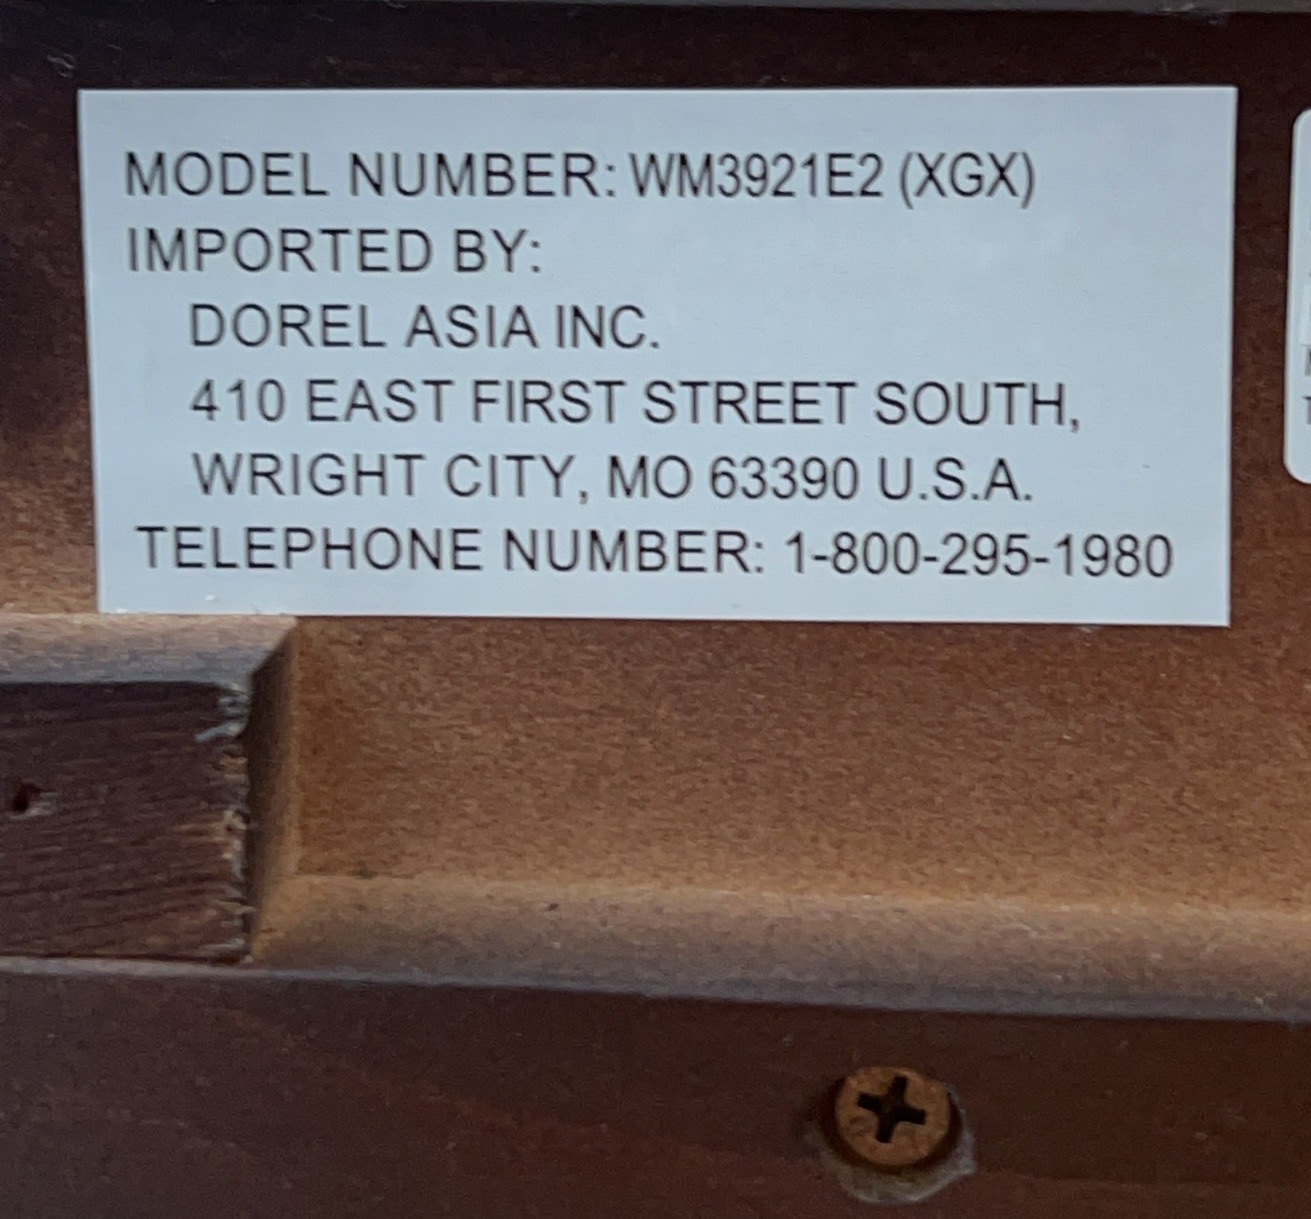 MODEL NUMBER: WM3921E2 (XGX)
IMPORTED BY:
DOREL ASIA INC.
410 EAST FIRST STREET SOUTH,
WRIGHT CITY, MO 63390 U.S.A.
TELEPHONE NUMBER: 1-800-295-1980